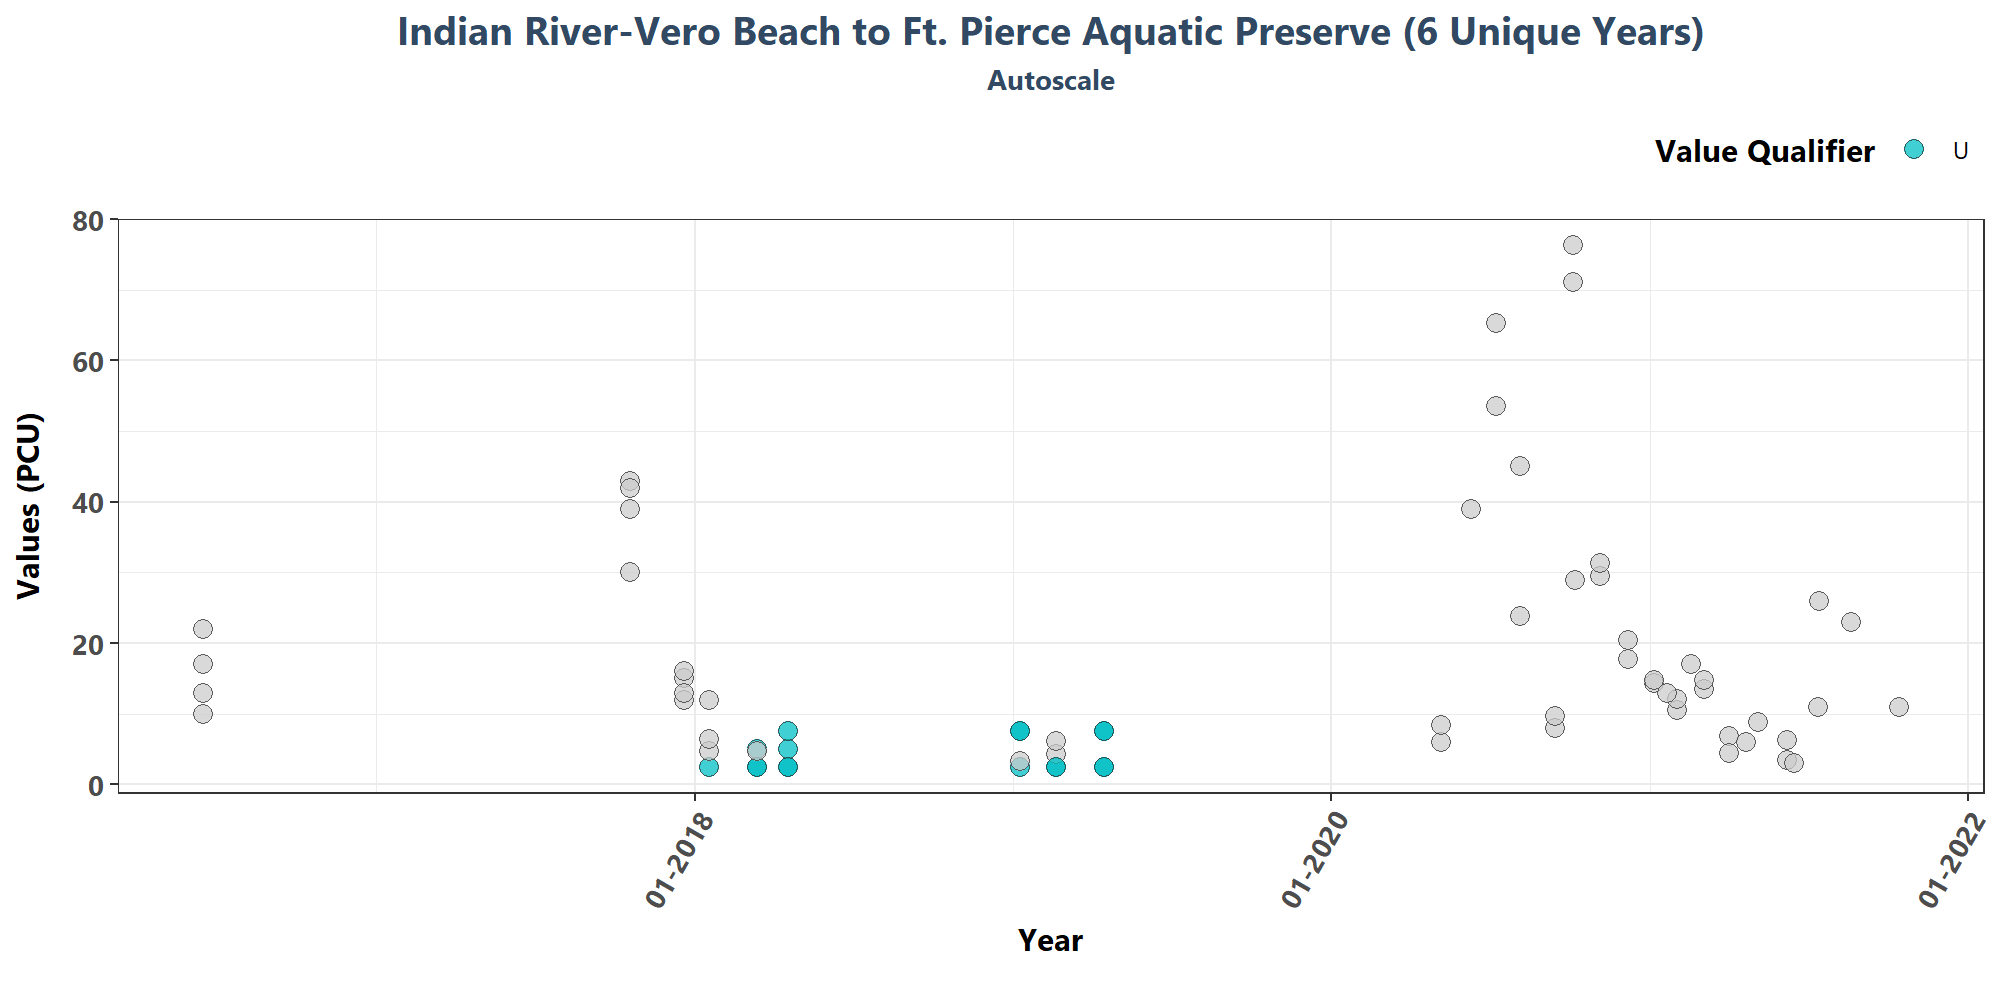 Indian River-Vero Beach to Ft. Pierce Aquatic Preserve (6 Unique Years)
Autoscale
Value Qualifier U
80
60
40
20
0
Values (PCU)
01-2018
01-2020
01-2022
Year